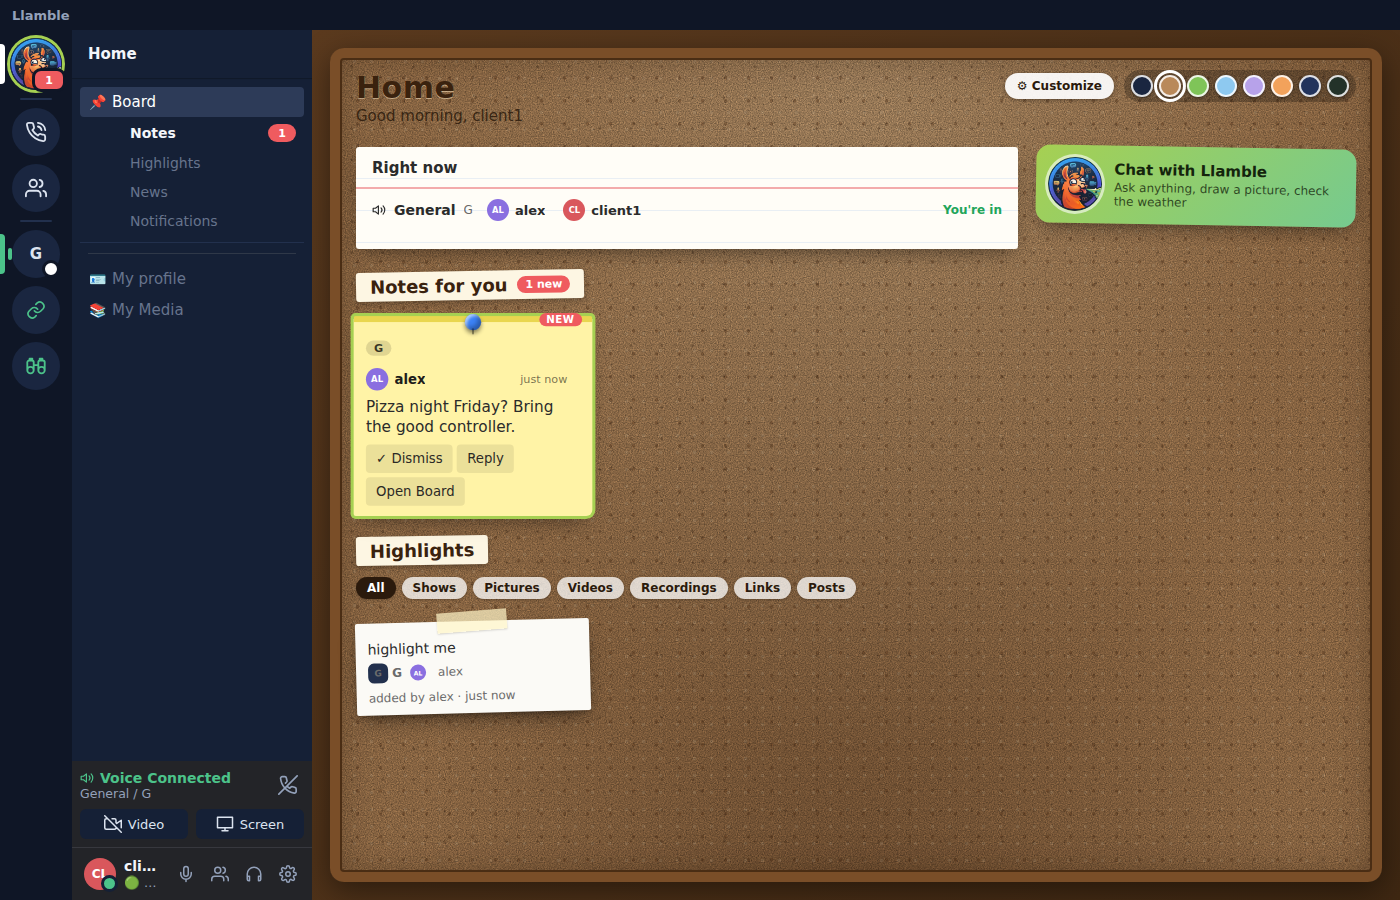 Llamble
1
Home
📌 Board
Notes 1
Highlights
News
Notifications
🪪 My profile
📚 My Media
G
Voice Connected
General / G
Video
Screen
CL
cli...
🟢 ...
Home
Good morning, client1
⚙ Customize
Right now
General G AL alex CL client1 You're in
Chat with Llamble
Ask anything, draw a picture, check
the weather
Notes for you 1 new
NEW
G
AL alex just now
Pizza night Friday? Bring
the good controller.
✓ Dismiss Reply
Open Board
Highlights
All Shows Pictures Videos Recordings Links Posts
highlight me
G G AL alex
added by alex · just now